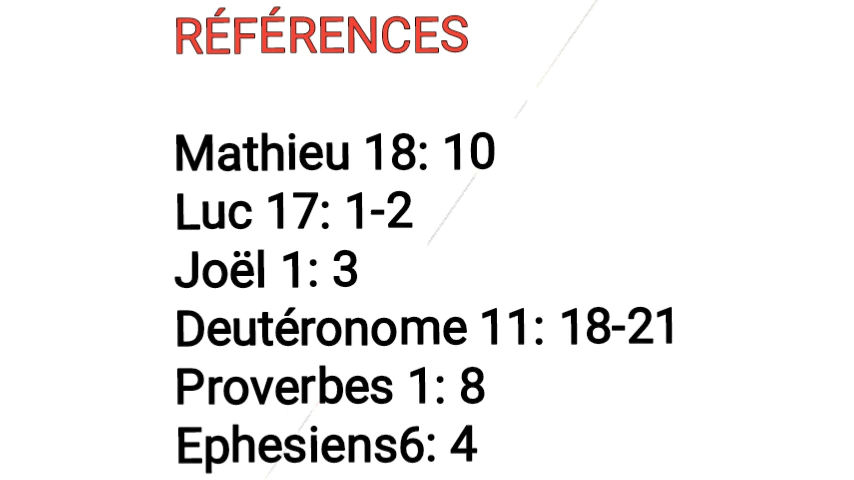 RÉFÉRENCES
Mathieu 18: 10
Luc 17: 1-2
Joël 1: 3
Deutéronome 11: 18-21
Proverbes 1: 8
Ephesiens6: 4